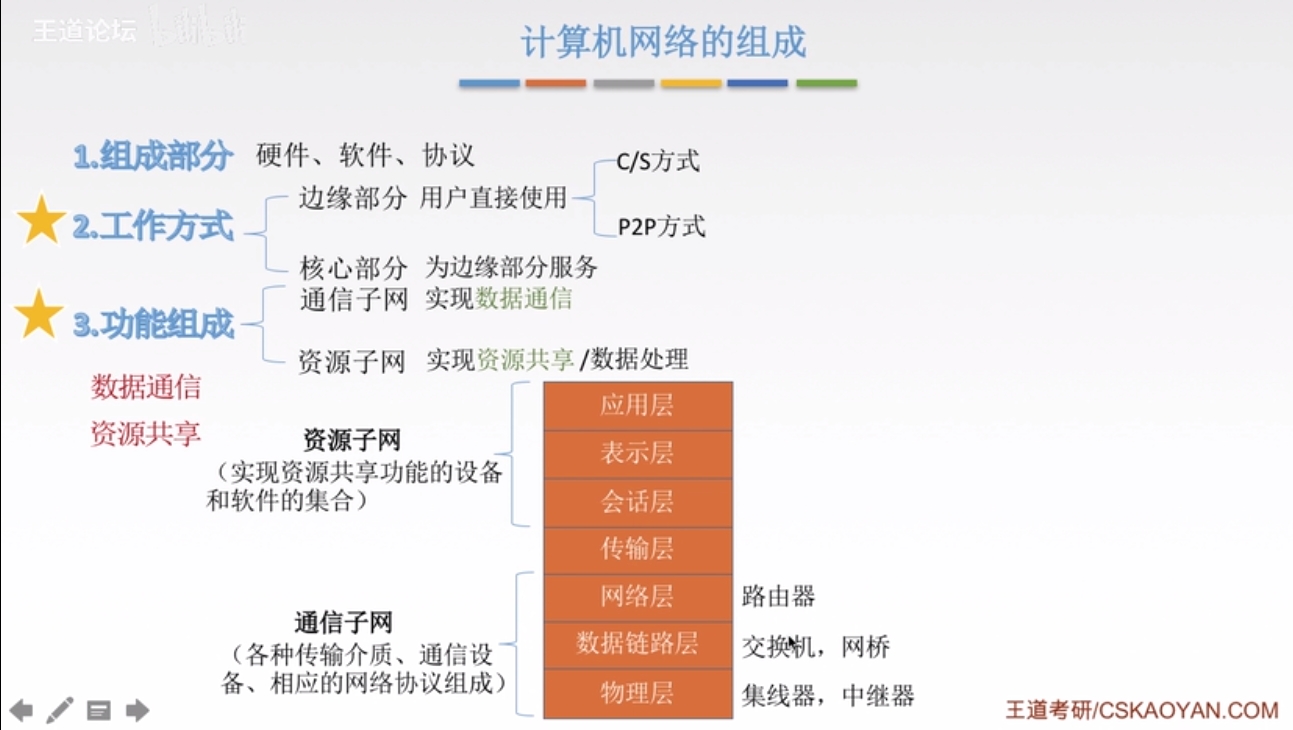 王道论坛
计算机网络的组成
1.组成部分 硬件、软件、协议
C/S方式
边缘部分 用户直接使用
2.工作方式
P2P方式
核心部分 为边缘部分服务
通信子网 实现数据通信
3.功能组成
资源子网 实现资源共享/数据处理
数据通信
资源共享
资源子网
（实现资源共享功能的设备
和软件的集合）
应用层
表示层
会话层
传输层
网络层 路由器
通信子网
（各种传输介质、通信设
备、相应的网络协议组成）
数据链路层 交换机，网桥
物理层 集线器，中继器
王道考研/CSKAOYAN.COM